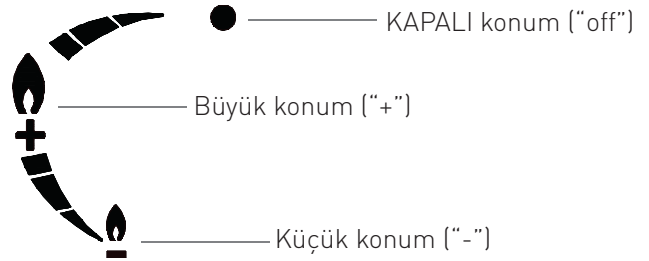 KAPALI konum (“off”)
Büyük konum (“+”)
Küçük konum (“-”)